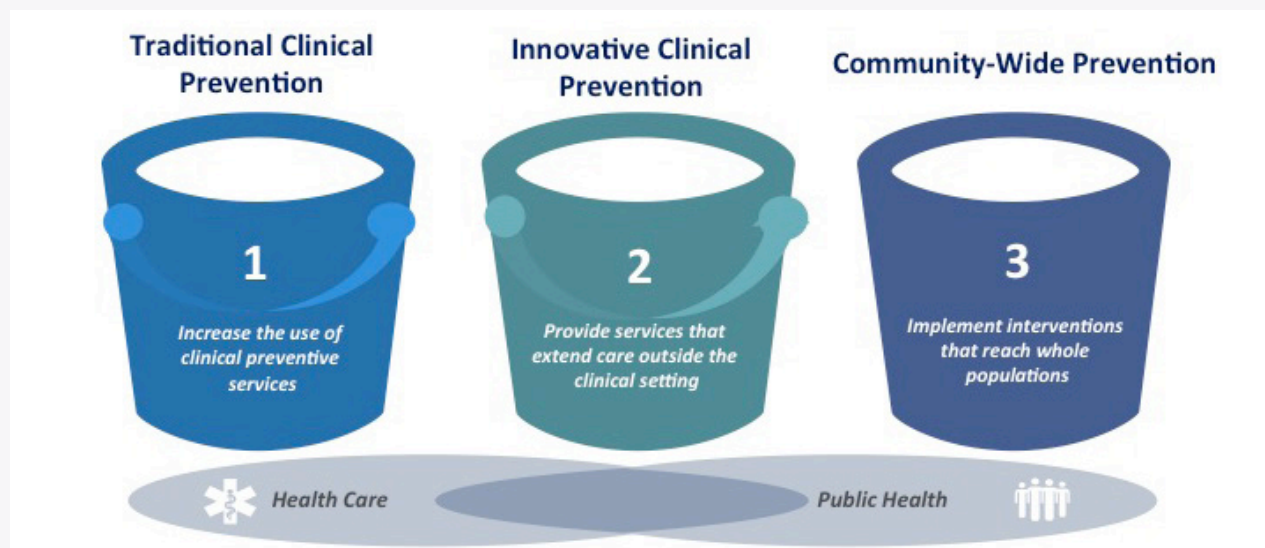 Traditional Clinical
Prevention
Innovative Clinical
Prevention
Community-Wide Prevention
1
Increase the use of
clinical preventive
services
2
Provide services that
extend care outside the
clinical setting
3
Implement interventions
that reach whole
populations
Health Care
Public Health